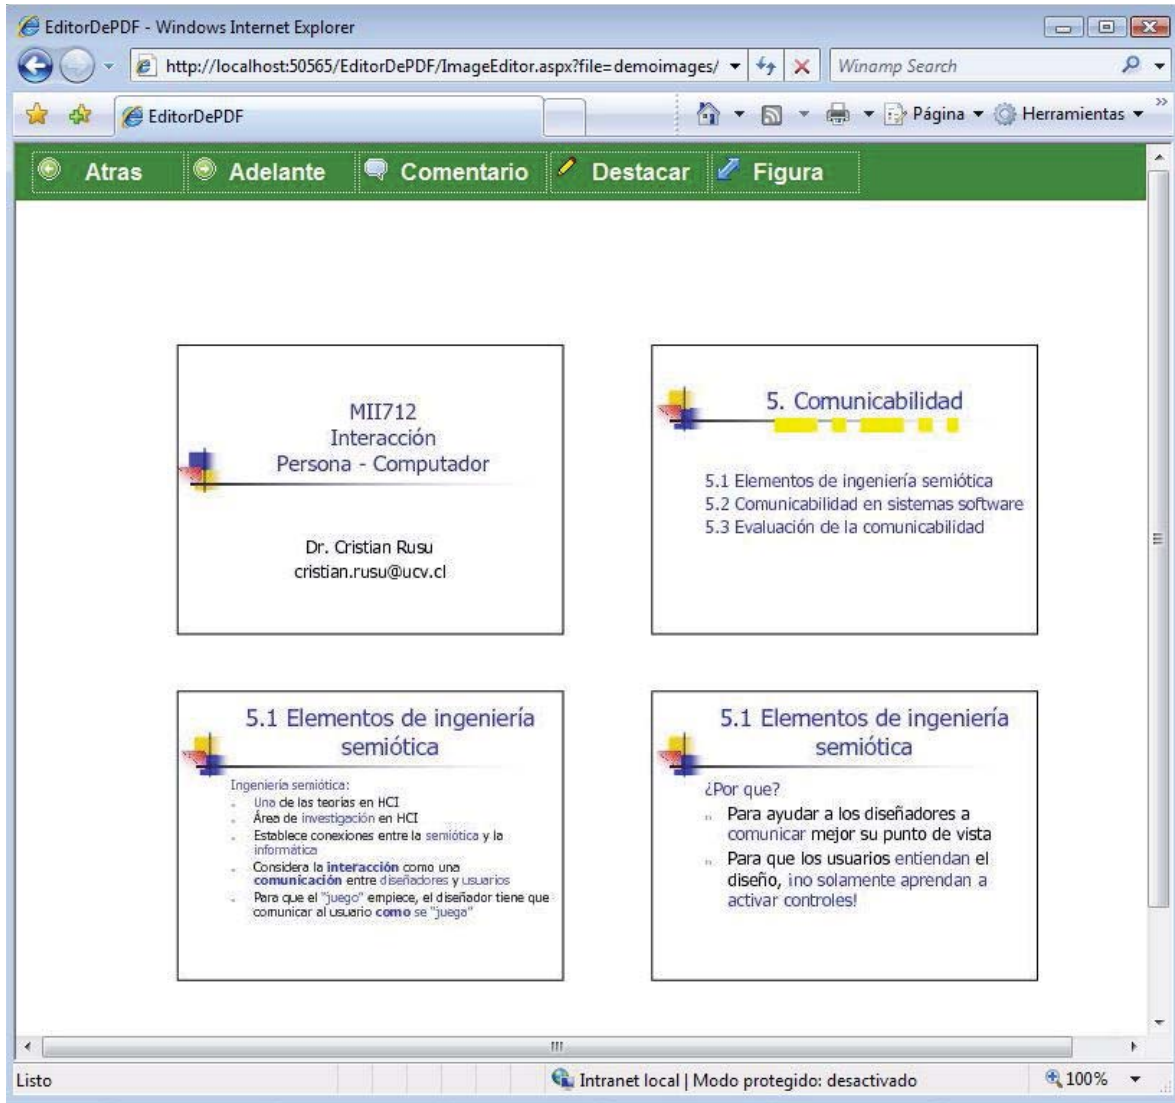 EditorDePDF - Windows Internet Explorer
http://localhost:50565/EditorDePDF/ImageEditor.aspx?file=demoimages/
Winamp Search
EditorDePDF
Página
Herramientas
Atras
Adelante
Comentario
Destacar
Figura
MII712
Interacción
Persona - Computador
Dr. Cristian Rusu
cristian.rusu@ucv.cl
5. Comunicabilidad
5.1 Elementos de ingeniería semiótica
5.2 Comunicabilidad en sistemas software
5.3 Evaluación de la comunicabilidad
5.1 Elementos de ingeniería
semiótica
Ingeniería semiótica:
Una de las teorías en HCI
Área de investigación en HCI
Establece conexiones entre la semiótica y la
informática
Considera la interacción como una
comunicación entre diseñadores y usuarios
Para que el "juego" empiece, el diseñador tiene que
comunicar al usuario como se "juega"
5.1 Elementos de ingeniería
semiótica
¿Por que?
Para ayudar a los diseñadores a
comunicar mejor su punto de vista
Para que los usuarios entiendan el
diseño, ¡no solamente aprendan a
activar controles!
Listo
Intranet local | Modo protegido: desactivado
100%